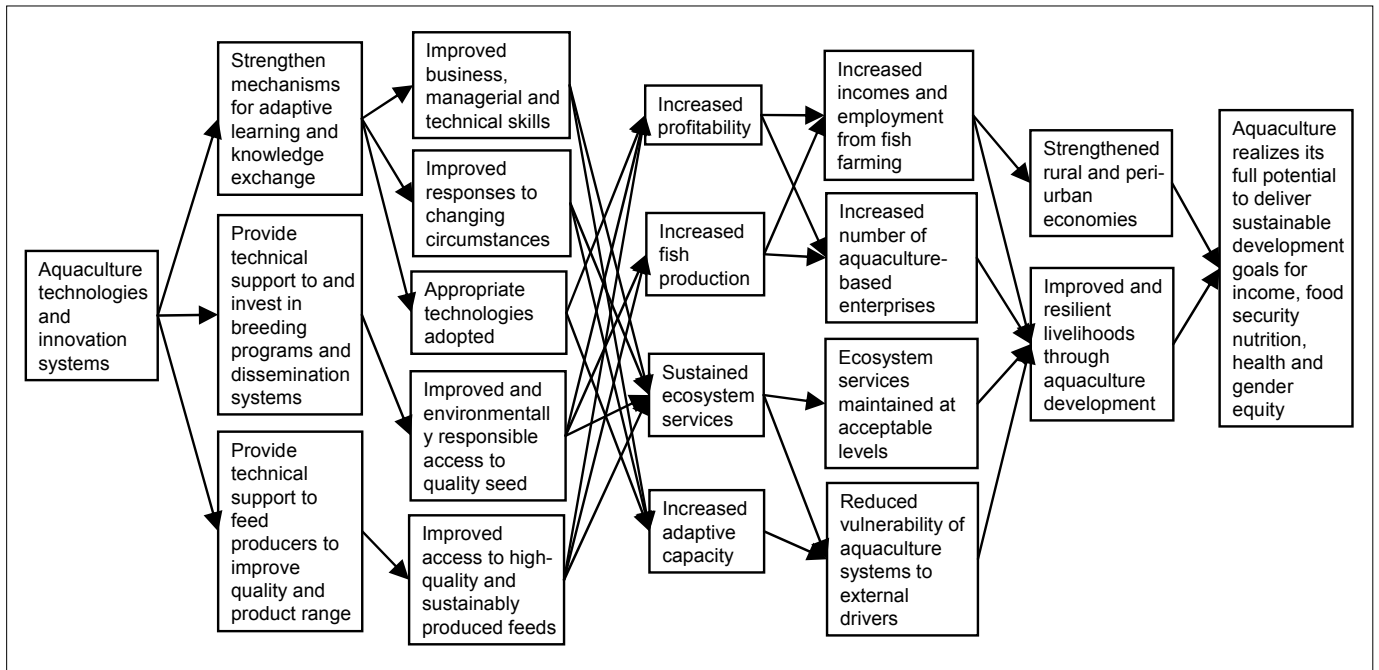 Aquaculture
technologies
and
innovation
systems
Strengthen
mechanisms
for adaptive
learning and
knowledge
exchange
Provide
technical
support to and
invest in
breeding
programs and
dissemination
systems
Provide
technical
support to
feed
producers to
improve
quality and
product range
Improved
business,
managerial and
technical skills
Improved
responses to
changing
circumstances
Appropriate
technologies
adopted
Improved and
environmentall
y responsible
access to
quality seed
Improved
access to high-
quality and
sustainably
produced feeds
Increased
profitability
Increased
fish
production
Sustained
ecosystem
services
Increased
adaptive
capacity
Increased
incomes and
employment
from fish
farming
Increased
number of
aquaculture-
based
enterprises
Ecosystem
services
maintained at
acceptable
levels
Reduced
vulnerability of
aquaculture
systems to
external
drivers
Strengthened
rural and peri-
urban
economies
Improved and
resilient
livelihoods
through
aquaculture
development
Aquaculture
realizes its
full potential
to deliver
sustainable
development
goals for
income, food
security
nutrition,
health and
gender
equity